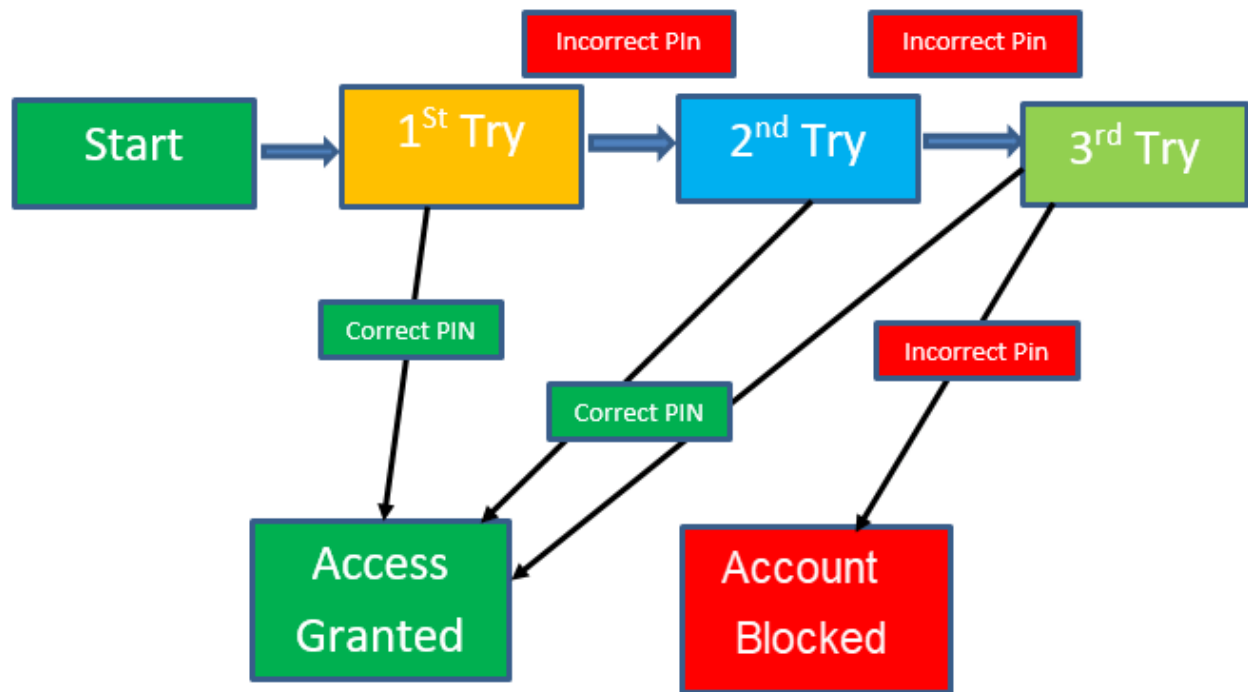 Incorrect PIn
Incorrect Pin
Start
1St Try
2nd Try
3rd Try
Correct PIN
Incorrect Pin
Correct PIN
Access
Granted
Account
Blocked